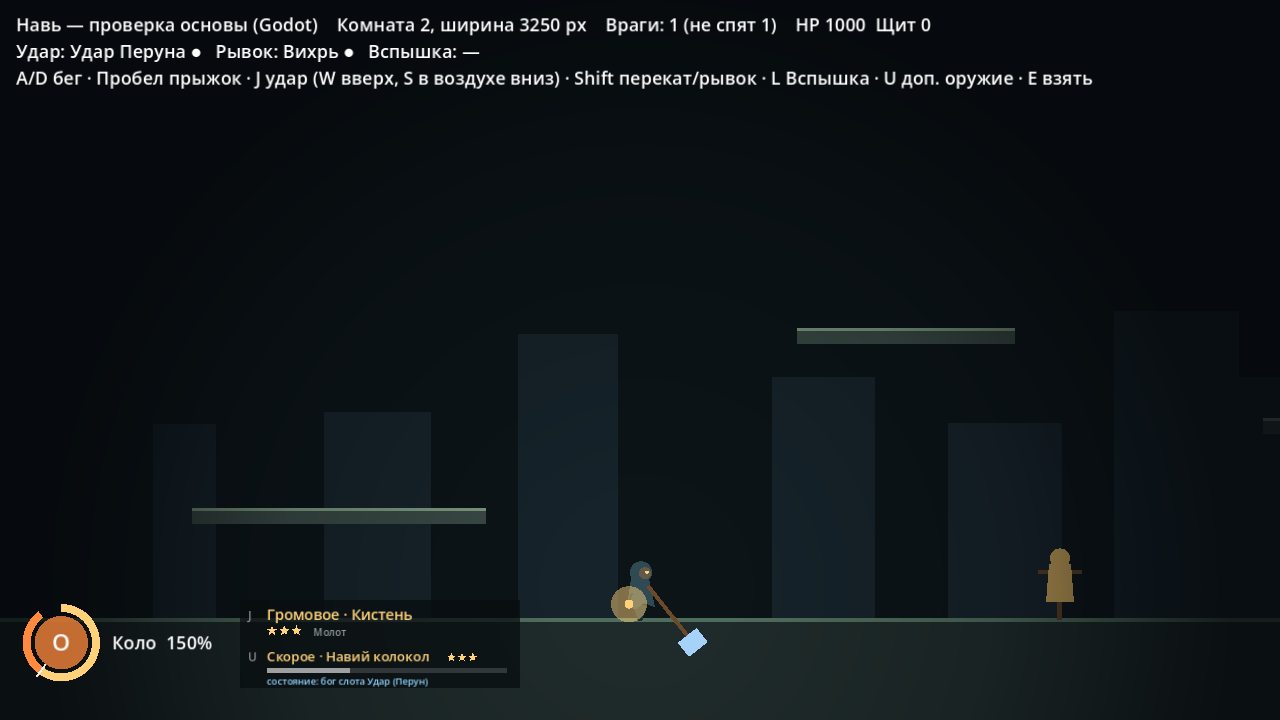 Навь — проверка основы (Godot) Комната 2, ширина 3250 px Враги: 1 (не спят 1) HP 1000 Щит 0
Удар: Удар Перуна ● Рывок: Вихрь ● Вспышка: —
A/D бег · Пробел прыжок · J удар (W вверх, S в воздухе вниз) · Shift перекат/рывок · L Вспышка · U доп. оружие · E взять
J Громовое · Кистень
★★★ Молот
О Коло 150%
U Скорое · Навий колокол ★★★
состояние: бог слота Удар (Перун)